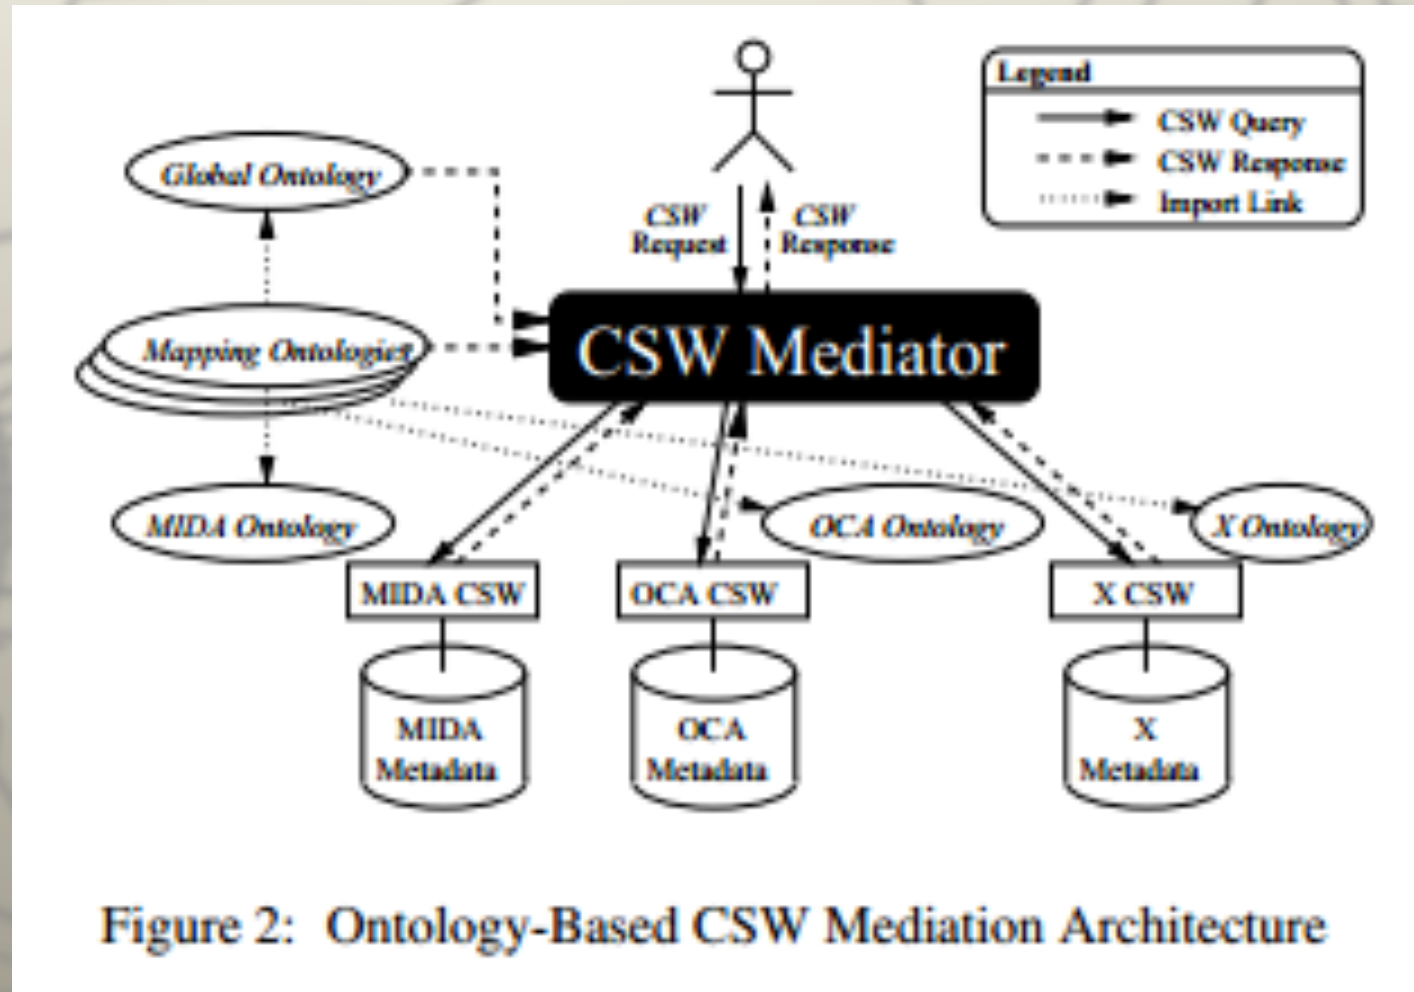 Legend
CSW Query
CSW Response
Import Link
Global Ontology
CSW
Request
CSW
Response
CSW Mediator
Mapping Ontologies
MIDA Ontology
OCA Ontology
X Ontology
MIDA CSW
OCA CSW
X CSW
MIDA
Metadata
OCA
Metadata
X
Metadata
Figure 2: Ontology-Based CSW Mediation Architecture